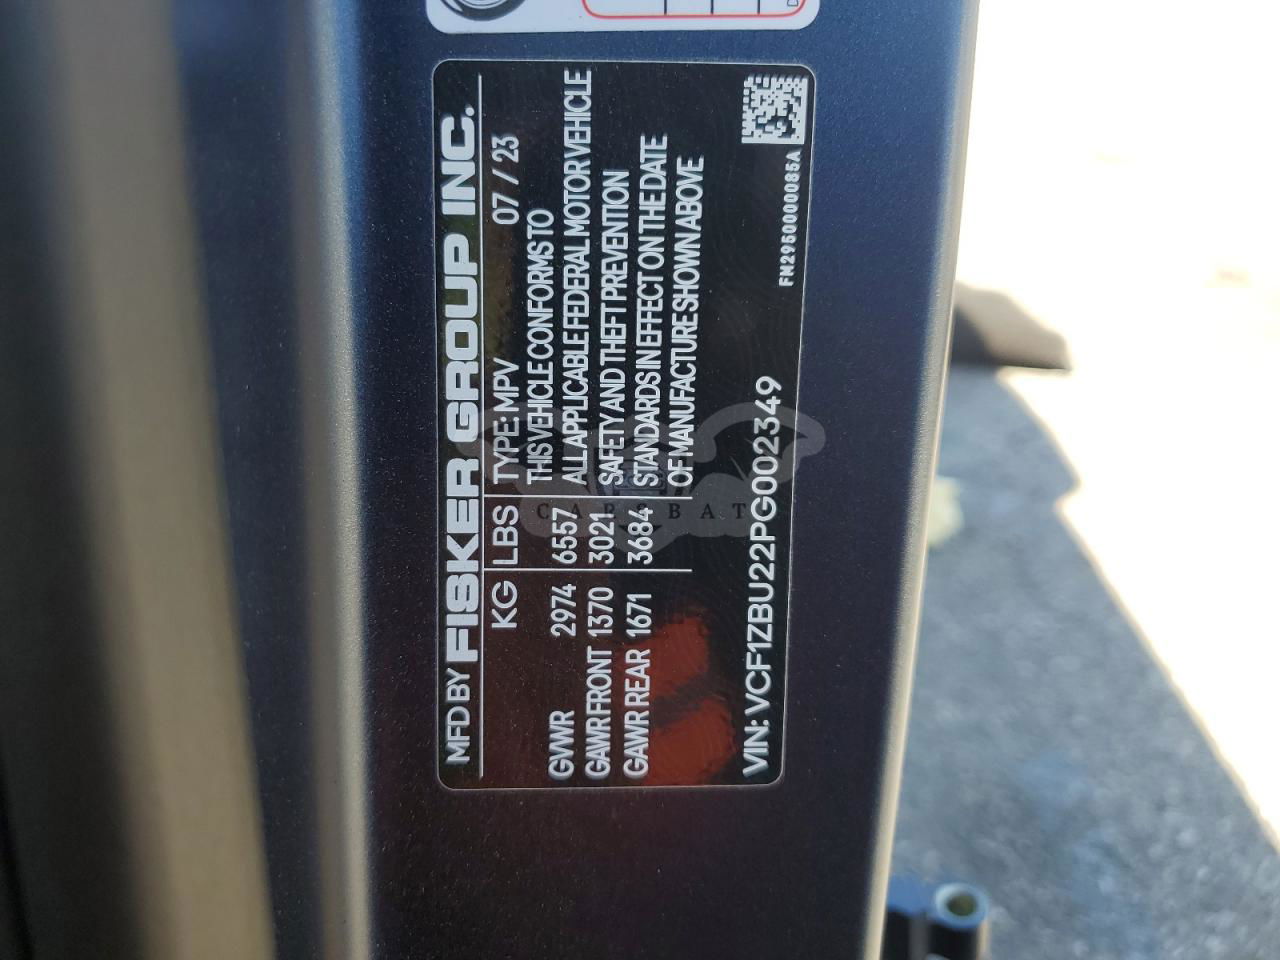 MFD BY FISKER GROUP INC.
KG LBS TYPE: MPV 07 / 23
GVWR 2974 6557
GAWR FRONT 1370 3021
GAWR REAR 1671 3684
THIS VEHICLE CONFORMS TO
ALL APPLICABLE FEDERAL MOTOR VEHICLE
SAFETY AND THEFT PREVENTION
STANDARDS IN EFFECT ON THE DATE
OF MANUFACTURE SHOWN ABOVE
VIN: VCF1ZBU22PG002349
FM29S0000085A
CARSBAT